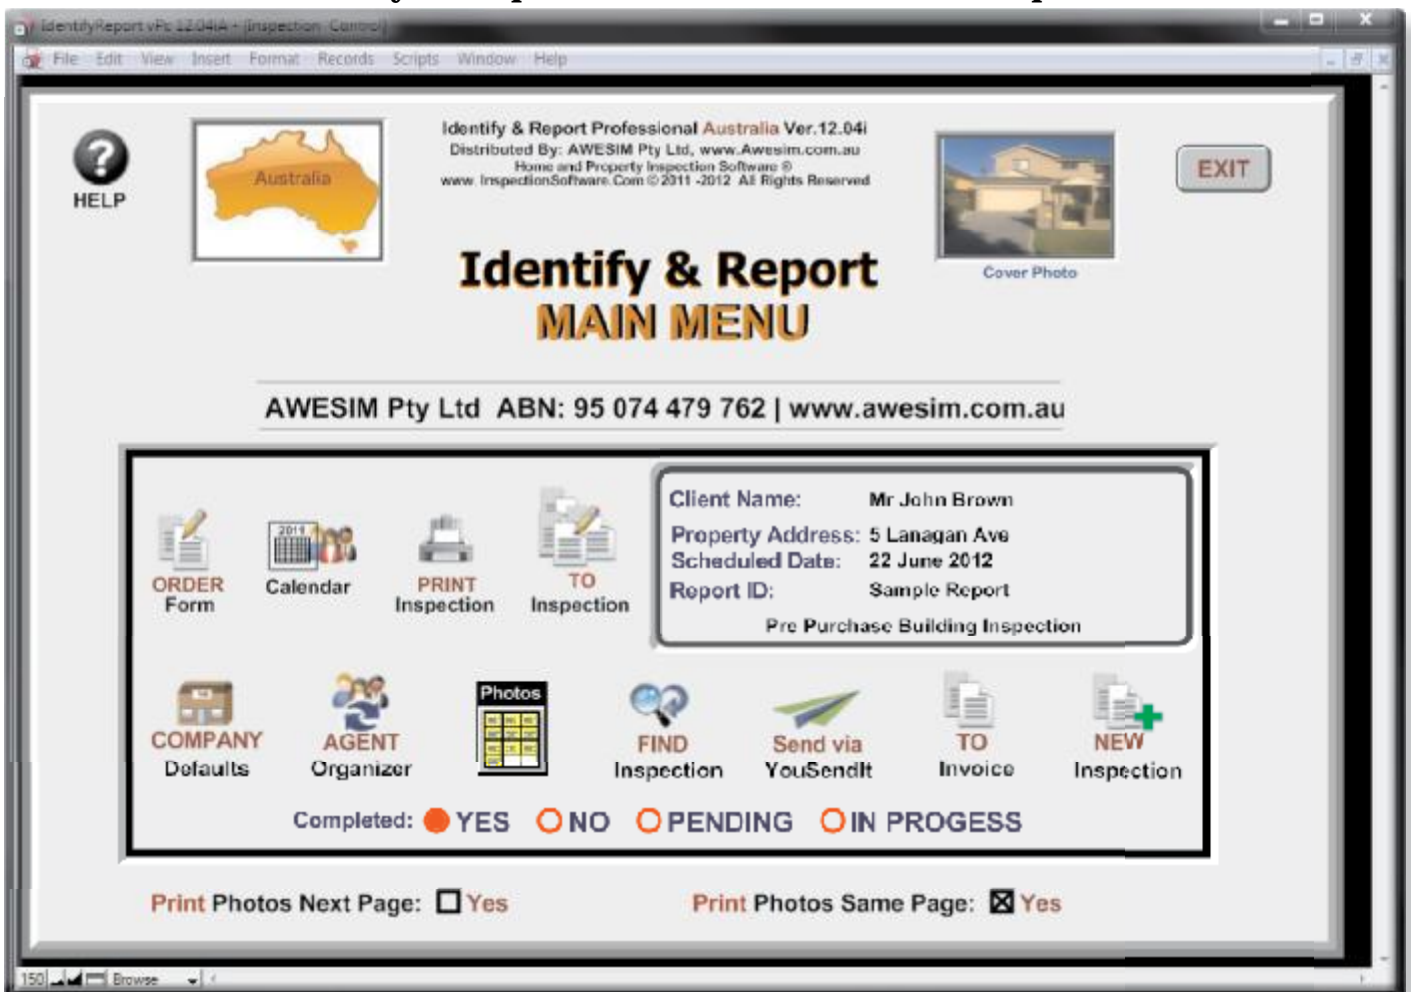 IdentifyReport vPc 12.04iA - [Inspection Control]
File Edit View Insert Format Records Scripts Window Help
HELP
Australia
Identify & Report Professional Australia Ver.12.04i
Distributed By: AWESIM Pty Ltd, www.Awesim.com.au
Home and Property Inspection Software ©
www. InspectionSoftware.Com © 2011 -2012 All Rights Reserved
EXIT
Cover Photo
Identify & Report
MAIN MENU
AWESIM Pty Ltd ABN: 95 074 479 762 | www.awesim.com.au
ORDER
Form
Calendar
PRINT
Inspection
TO
Inspection
Client Name: Mr John Brown
Property Address: 5 Lanagan Ave
Scheduled Date: 22 June 2012
Report ID: Sample Report
Pre Purchase Building Inspection
COMPANY
Defaults
AGENT
Organizer
Photos
FIND
Inspection
Send via
YouSendIt
TO
Invoice
NEW
Inspection
Completed: YES NO PENDING IN PROGESS
Print Photos Next Page: Yes
Print Photos Same Page: Yes
150 Browse